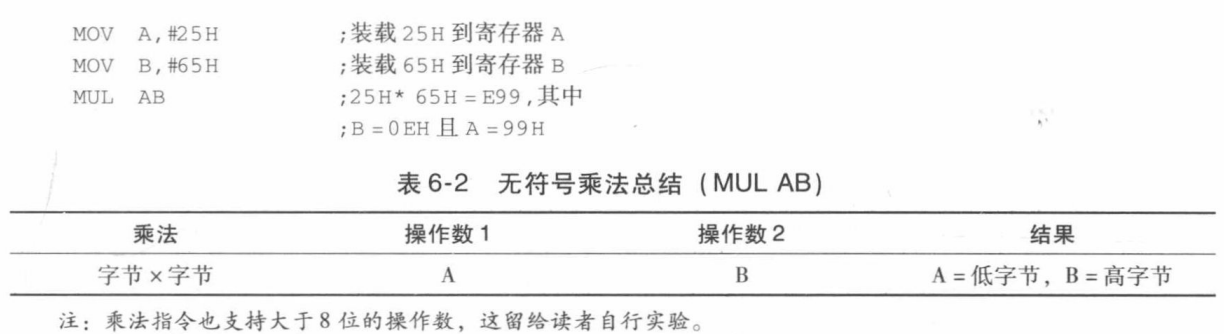 MOV A,#25H ;装载25H到寄存器A
MOV B,#65H ;装载65H到寄存器B
MUL AB ;25H* 65H=E99,其中
;B=0EH且A=99H
表6-2 无符号乘法总结(MUL AB)
乘法 操作数1 操作数2 结果
字节×字节 A B A=低字节，B=高字节
注：乘法指令也支持大于8位的操作数，这留给读者自行实验。